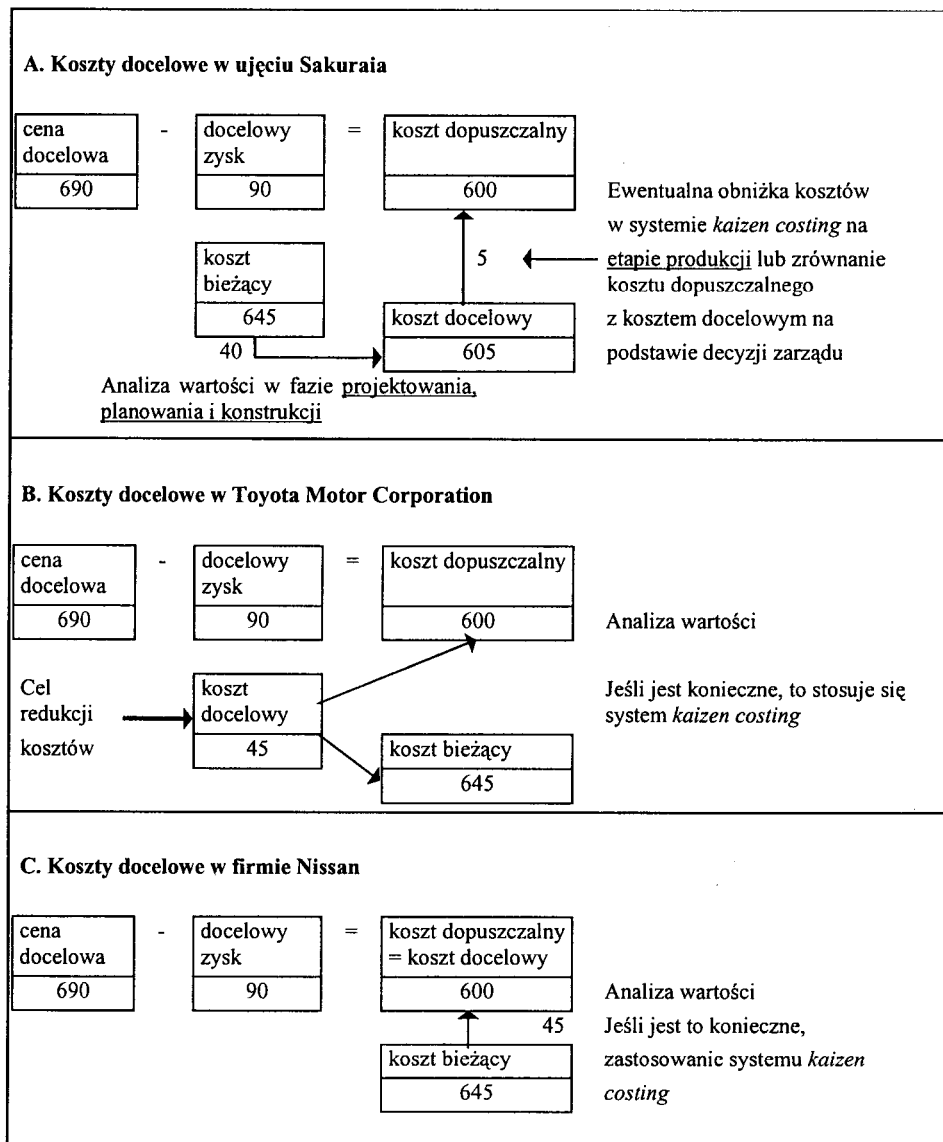 A. Koszty docelowe w ujęciu Sakuraia
cena
docelowa
690
-
docelowy
zysk
90
=
koszt dopuszczalny
600
koszt
bieżący
645
40
5
koszt docelowy
605
Ewentualna obniżka kosztów
w systemie kaizen costing na
etapie produkcji lub zrównanie
kosztu dopuszczalnego
z kosztem docelowym na
podstawie decyzji zarządu
Analiza wartości w fazie projektowania,
planowania i konstrukcji
B. Koszty docelowe w Toyota Motor Corporation
cena
docelowa
690
-
docelowy
zysk
90
=
koszt dopuszczalny
600
Analiza wartości
Cel
redukcji
kosztów
koszt
docelowy
45
koszt bieżący
645
Jeśli jest konieczne, to stosuje się
system kaizen costing
C. Koszty docelowe w firmie Nissan
cena
docelowa
690
-
docelowy
zysk
90
=
koszt dopuszczalny
= koszt docelowy
600
45
koszt bieżący
645
Analiza wartości
Jeśli jest to konieczne,
zastosowanic systemu kaizen
costing